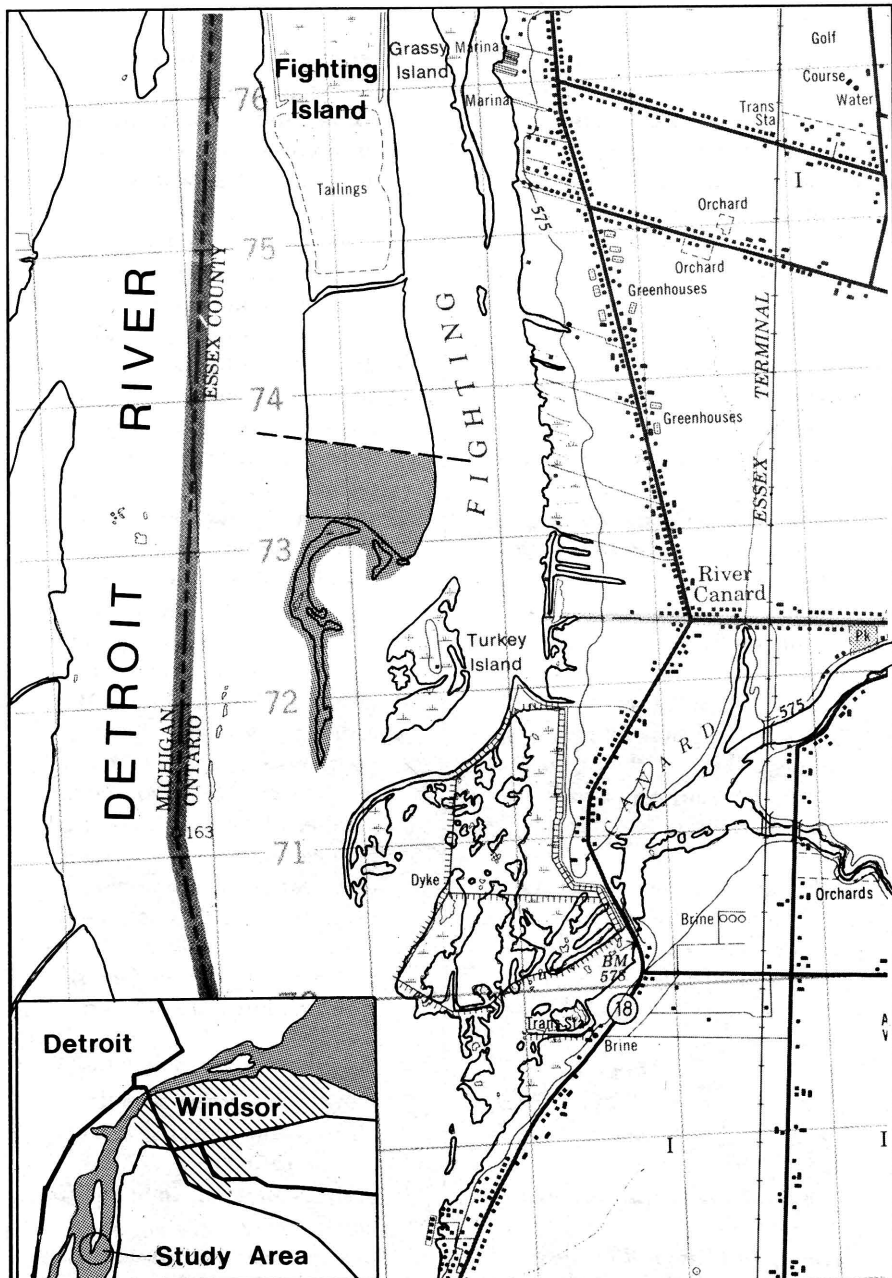 Fighting
Island
Grassy
Island
Marina
Marina
Golf
Course
Water
Trans
Sta
76
I
Tailings
575
Orchard
Orchard
75
Greenhouses
DETROIT RIVER
ESSEX COUNTY
FIGHTING
ESSEX TERMINAL
74
Greenhouses
73
River
Canard
Pk
Turkey
Island
72
575
CANARD
MICHIGAN
ONTARIO
163
71
Dyke
Orchards
Brine
BM
578
18
Trans Sta
Brine
I
I
Detroit
Windsor
Study Area